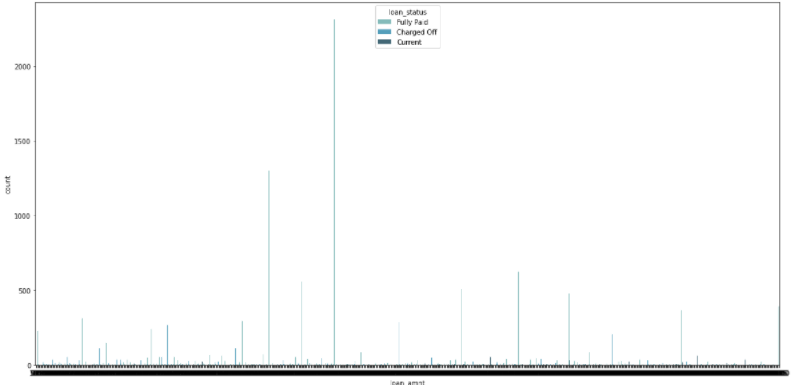 loan_status
Fully Paid
Charged Off
Current
2000
1500
1000
500
0
count
loan_amnt